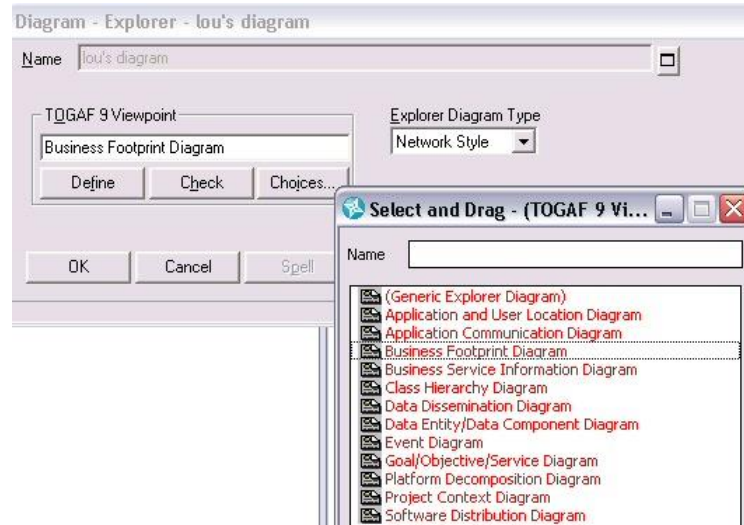 Diagram - Explorer - lou's diagram
Name lou's diagram
TOGAF 9 Viewpoint
Business Footprint Diagram
Define Check Choices...
Explorer Diagram Type
Network Style
OK Cancel Spell
Select and Drag - (TOGAF 9 Vi...
Name
(Generic Explorer Diagram)
Application and User Location Diagram
Application Communication Diagram
Business Footprint Diagram
Business Service Information Diagram
Class Hierarchy Diagram
Data Dissemination Diagram
Data Entity/Data Component Diagram
Event Diagram
Goal/Objective/Service Diagram
Platform Decomposition Diagram
Project Context Diagram
Software Distribution Diagram